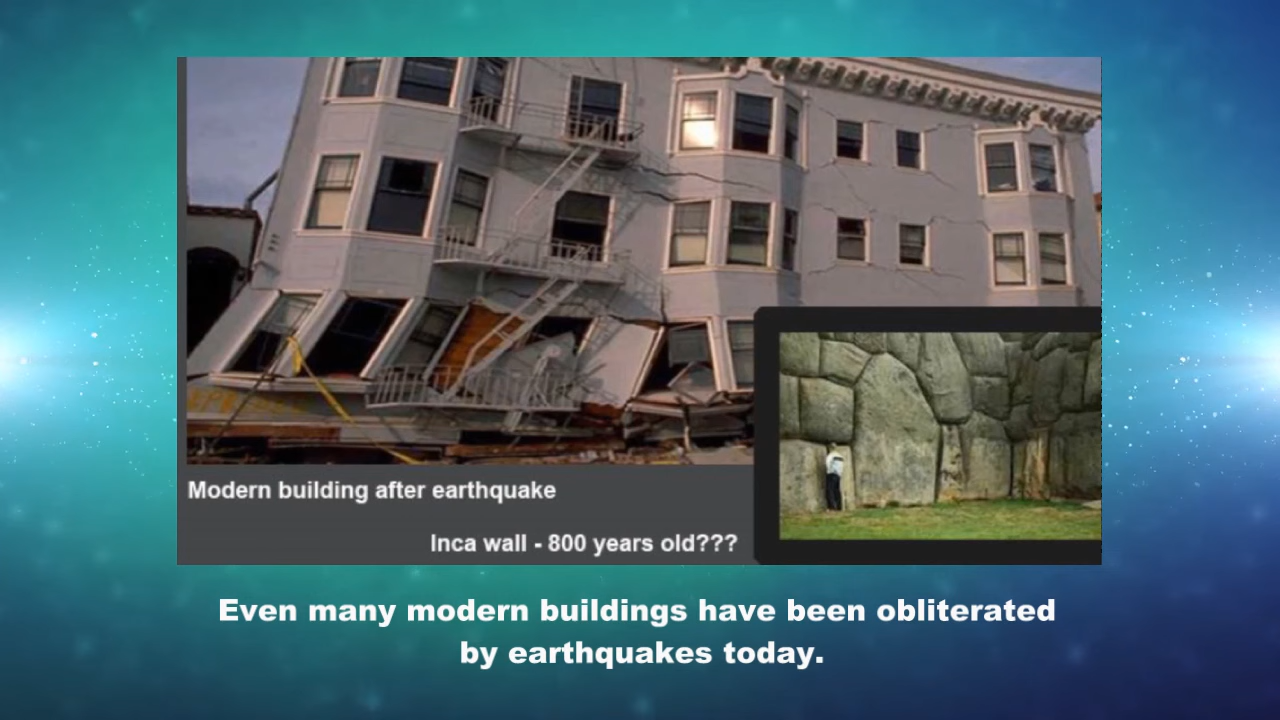 Modern building after earthquake
Inca wall - 800 years old???
Even many modern buildings have been obliterated
by earthquakes today.